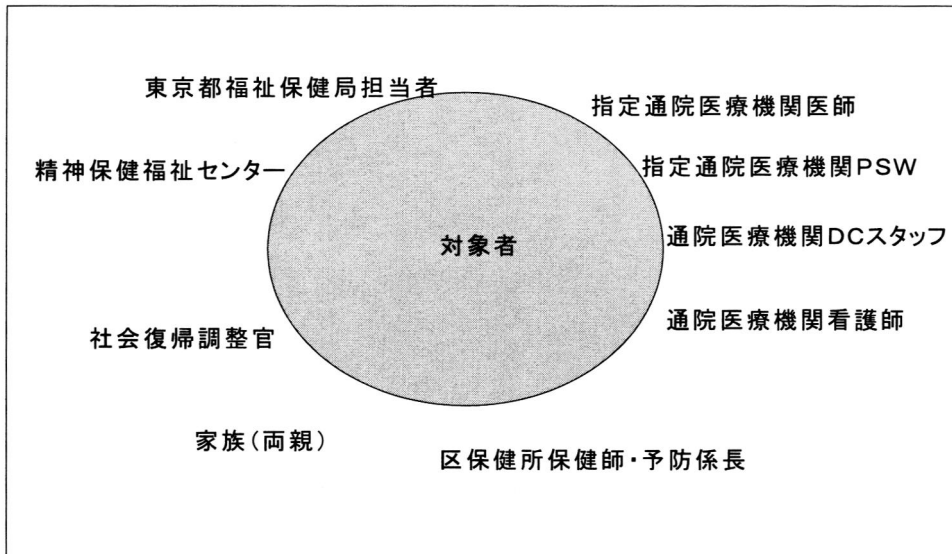 東京都福祉保健局担当者
指定通院医療機関医師
精神保健福祉センター
指定通院医療機関PSW
対象者
通院医療機関DCスタッフ
社会復帰調整官
通院医療機関看護師
家族(両親)
区保健所保健師・予防係長